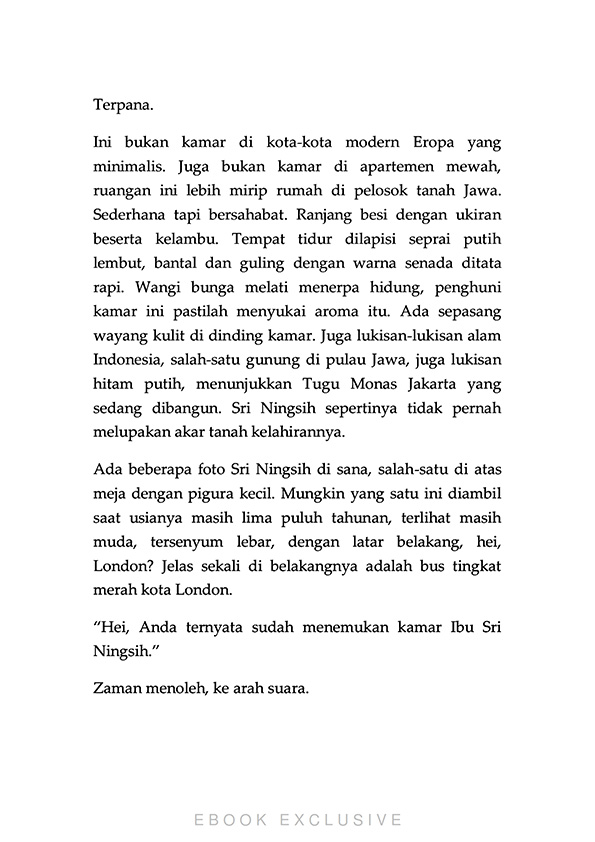 Terpana.
Ini bukan kamar di kota-kota modern Eropa yang
minimalis. Juga bukan kamar di apartemen mewah,
ruangan ini lebih mirip rumah di pelosok tanah Jawa.
Sederhana tapi bersahabat. Ranjang besi dengan ukiran
beserta kelambu. Tempat tidur dilapisi seprai putih
lembut, bantal dan guling dengan warna senada ditata
rapi. Wangi bunga melati menerpa hidung, penghuni
kamar ini pastilah menyukai aroma itu. Ada sepasang
wayang kulit di dinding kamar. Juga lukisan-lukisan alam
Indonesia, salah-satu gunung di pulau Jawa, juga lukisan
hitam putih, menunjukkan Tugu Monas Jakarta yang
sedang dibangun. Sri Ningsih sepertinya tidak pernah
melupakan akar tanah kelahirannya.
Ada beberapa foto Sri Ningsih di sana, salah-satu di atas
meja dengan pigura kecil. Mungkin yang satu ini diambil
saat usianya masih lima puluh tahunan, terlihat masih
muda, tersenyum lebar, dengan latar belakang, hei,
London? Jelas sekali di belakangnya adalah bus tingkat
merah kota London.
“Hei, Anda ternyata sudah menemukan kamar Ibu Sri
Ningsih.”
Zaman menoleh, ke arah suara.
EBOOK EXCLUSIVE